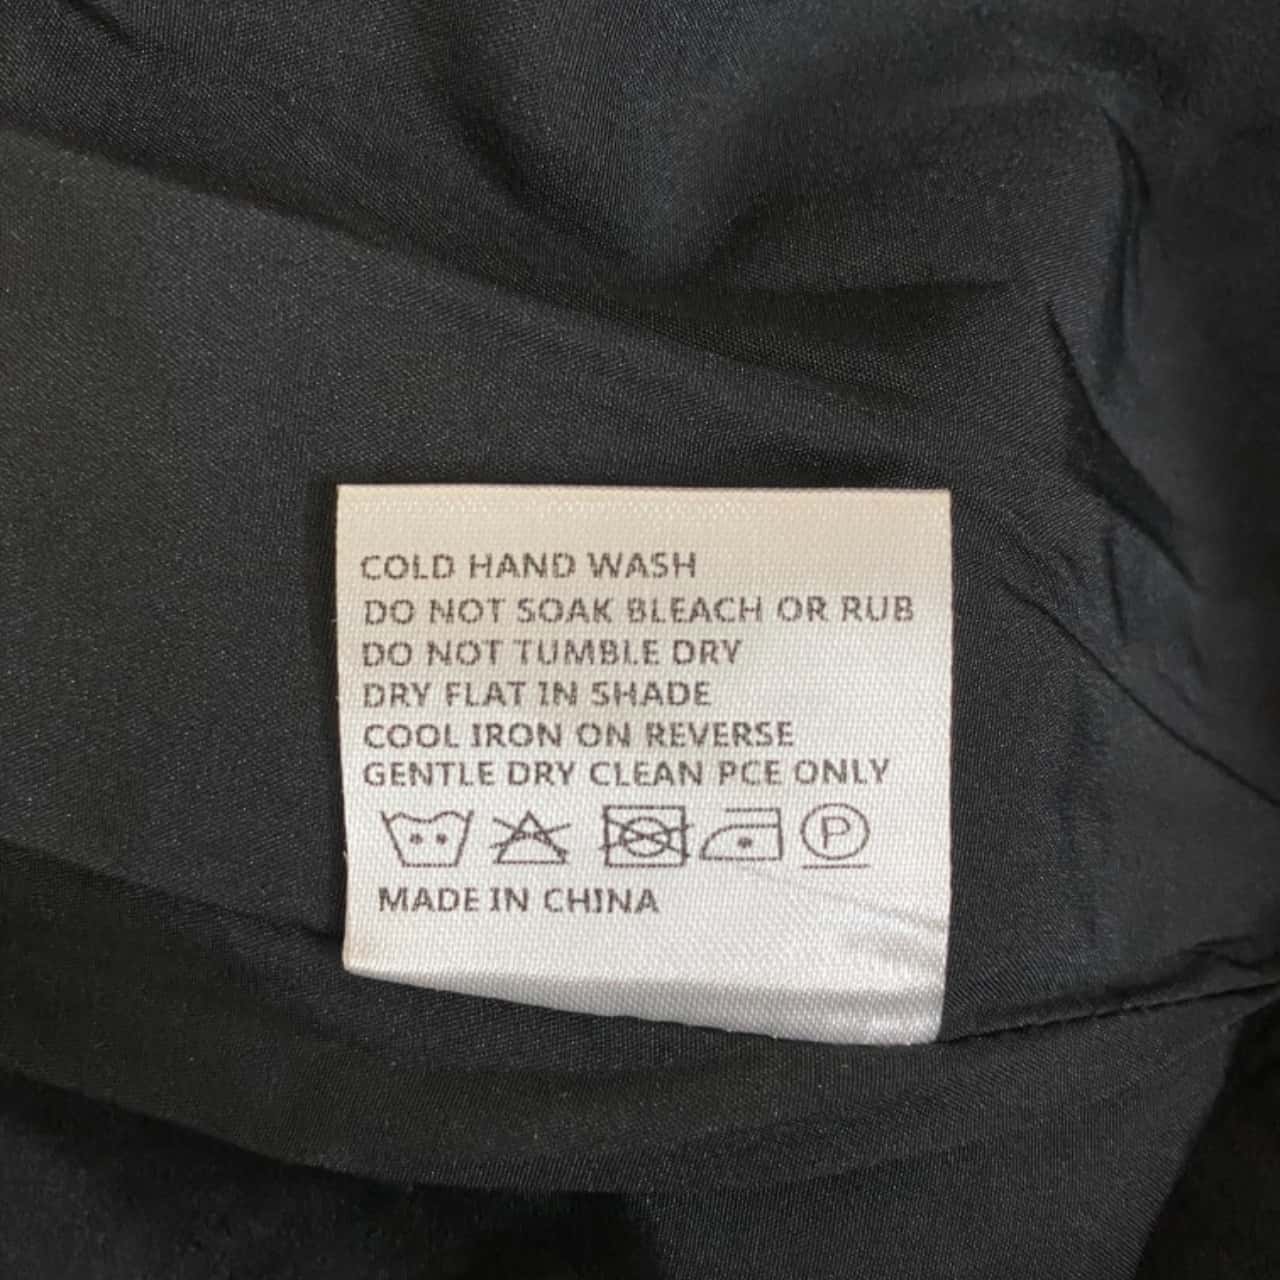 COLD HAND WASH
DO NOT SOAK BLEACH OR RUB
DO NOT TUMBLE DRY
DRY FLAT IN SHADE
COOL IRON ON REVERSE
GENTLE DRY CLEAN PCE ONLY
P
MADE IN CHINA